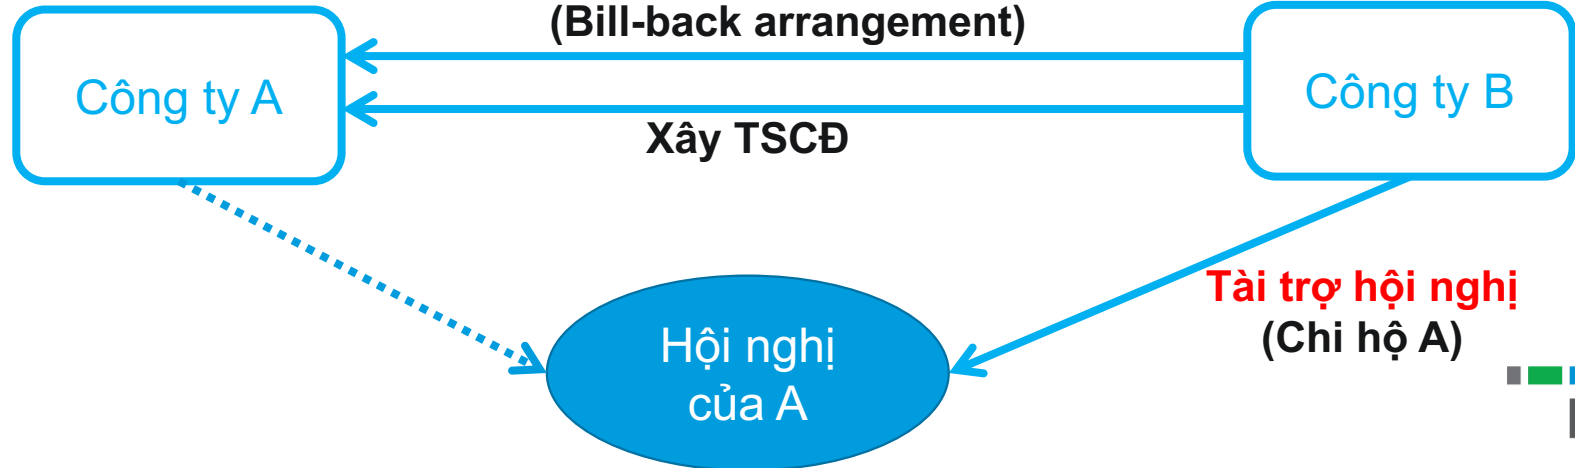 (Bill-back arrangement)
Công ty A
Công ty B
Xây TSCĐ
Tài trợ hội nghị
(Chi hộ A)
Hội nghị
của A